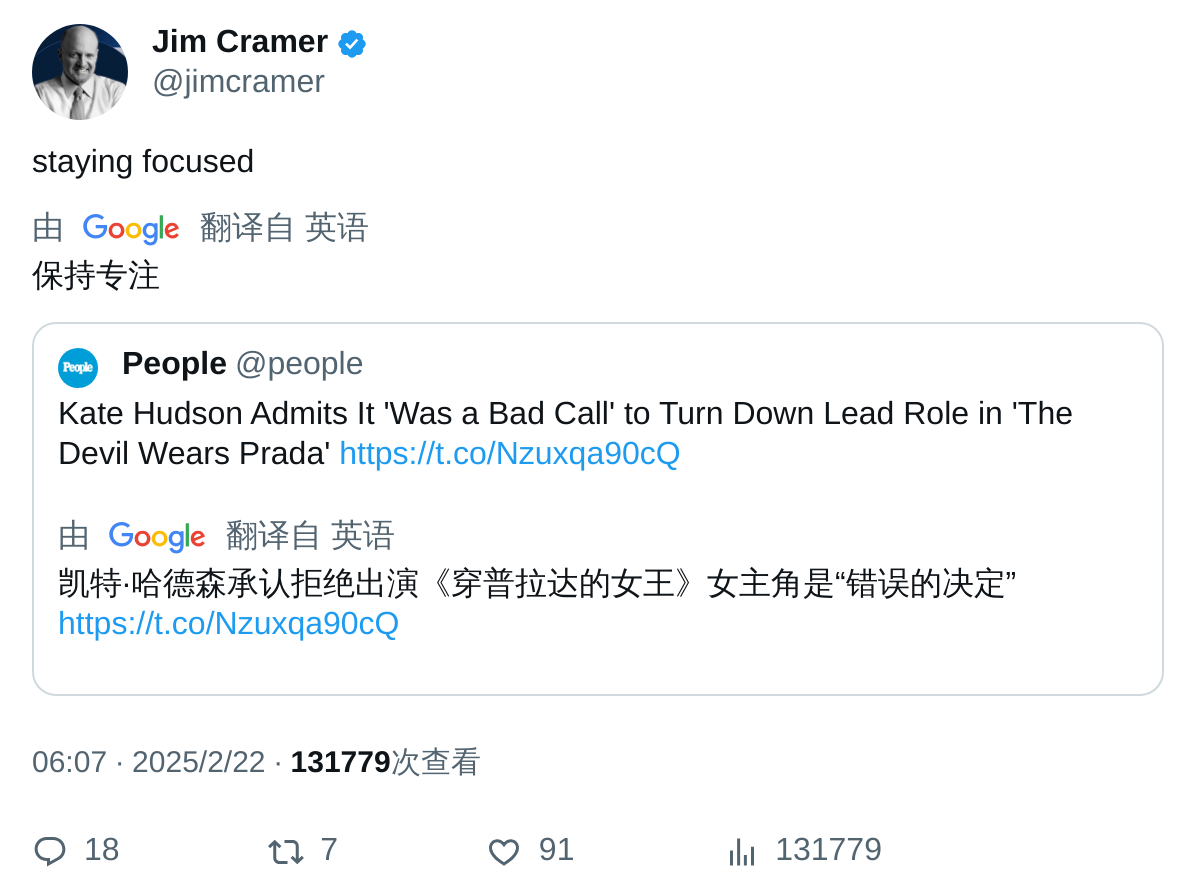 Jim Cramer
@jimcramer
staying focused
由 Google 翻译自 英语
保持专注
People People @people
Kate Hudson Admits It 'Was a Bad Call' to Turn Down Lead Role in 'The
Devil Wears Prada' https://t.co/Nzuxqa90cQ
由 Google 翻译自 英语
凯特·哈德森承认拒绝出演《穿普拉达的女王》女主角是“错误的决定”
https://t.co/Nzuxqa90cQ
06:07 · 2025/2/22 · 131779次查看
18 7 91 131779